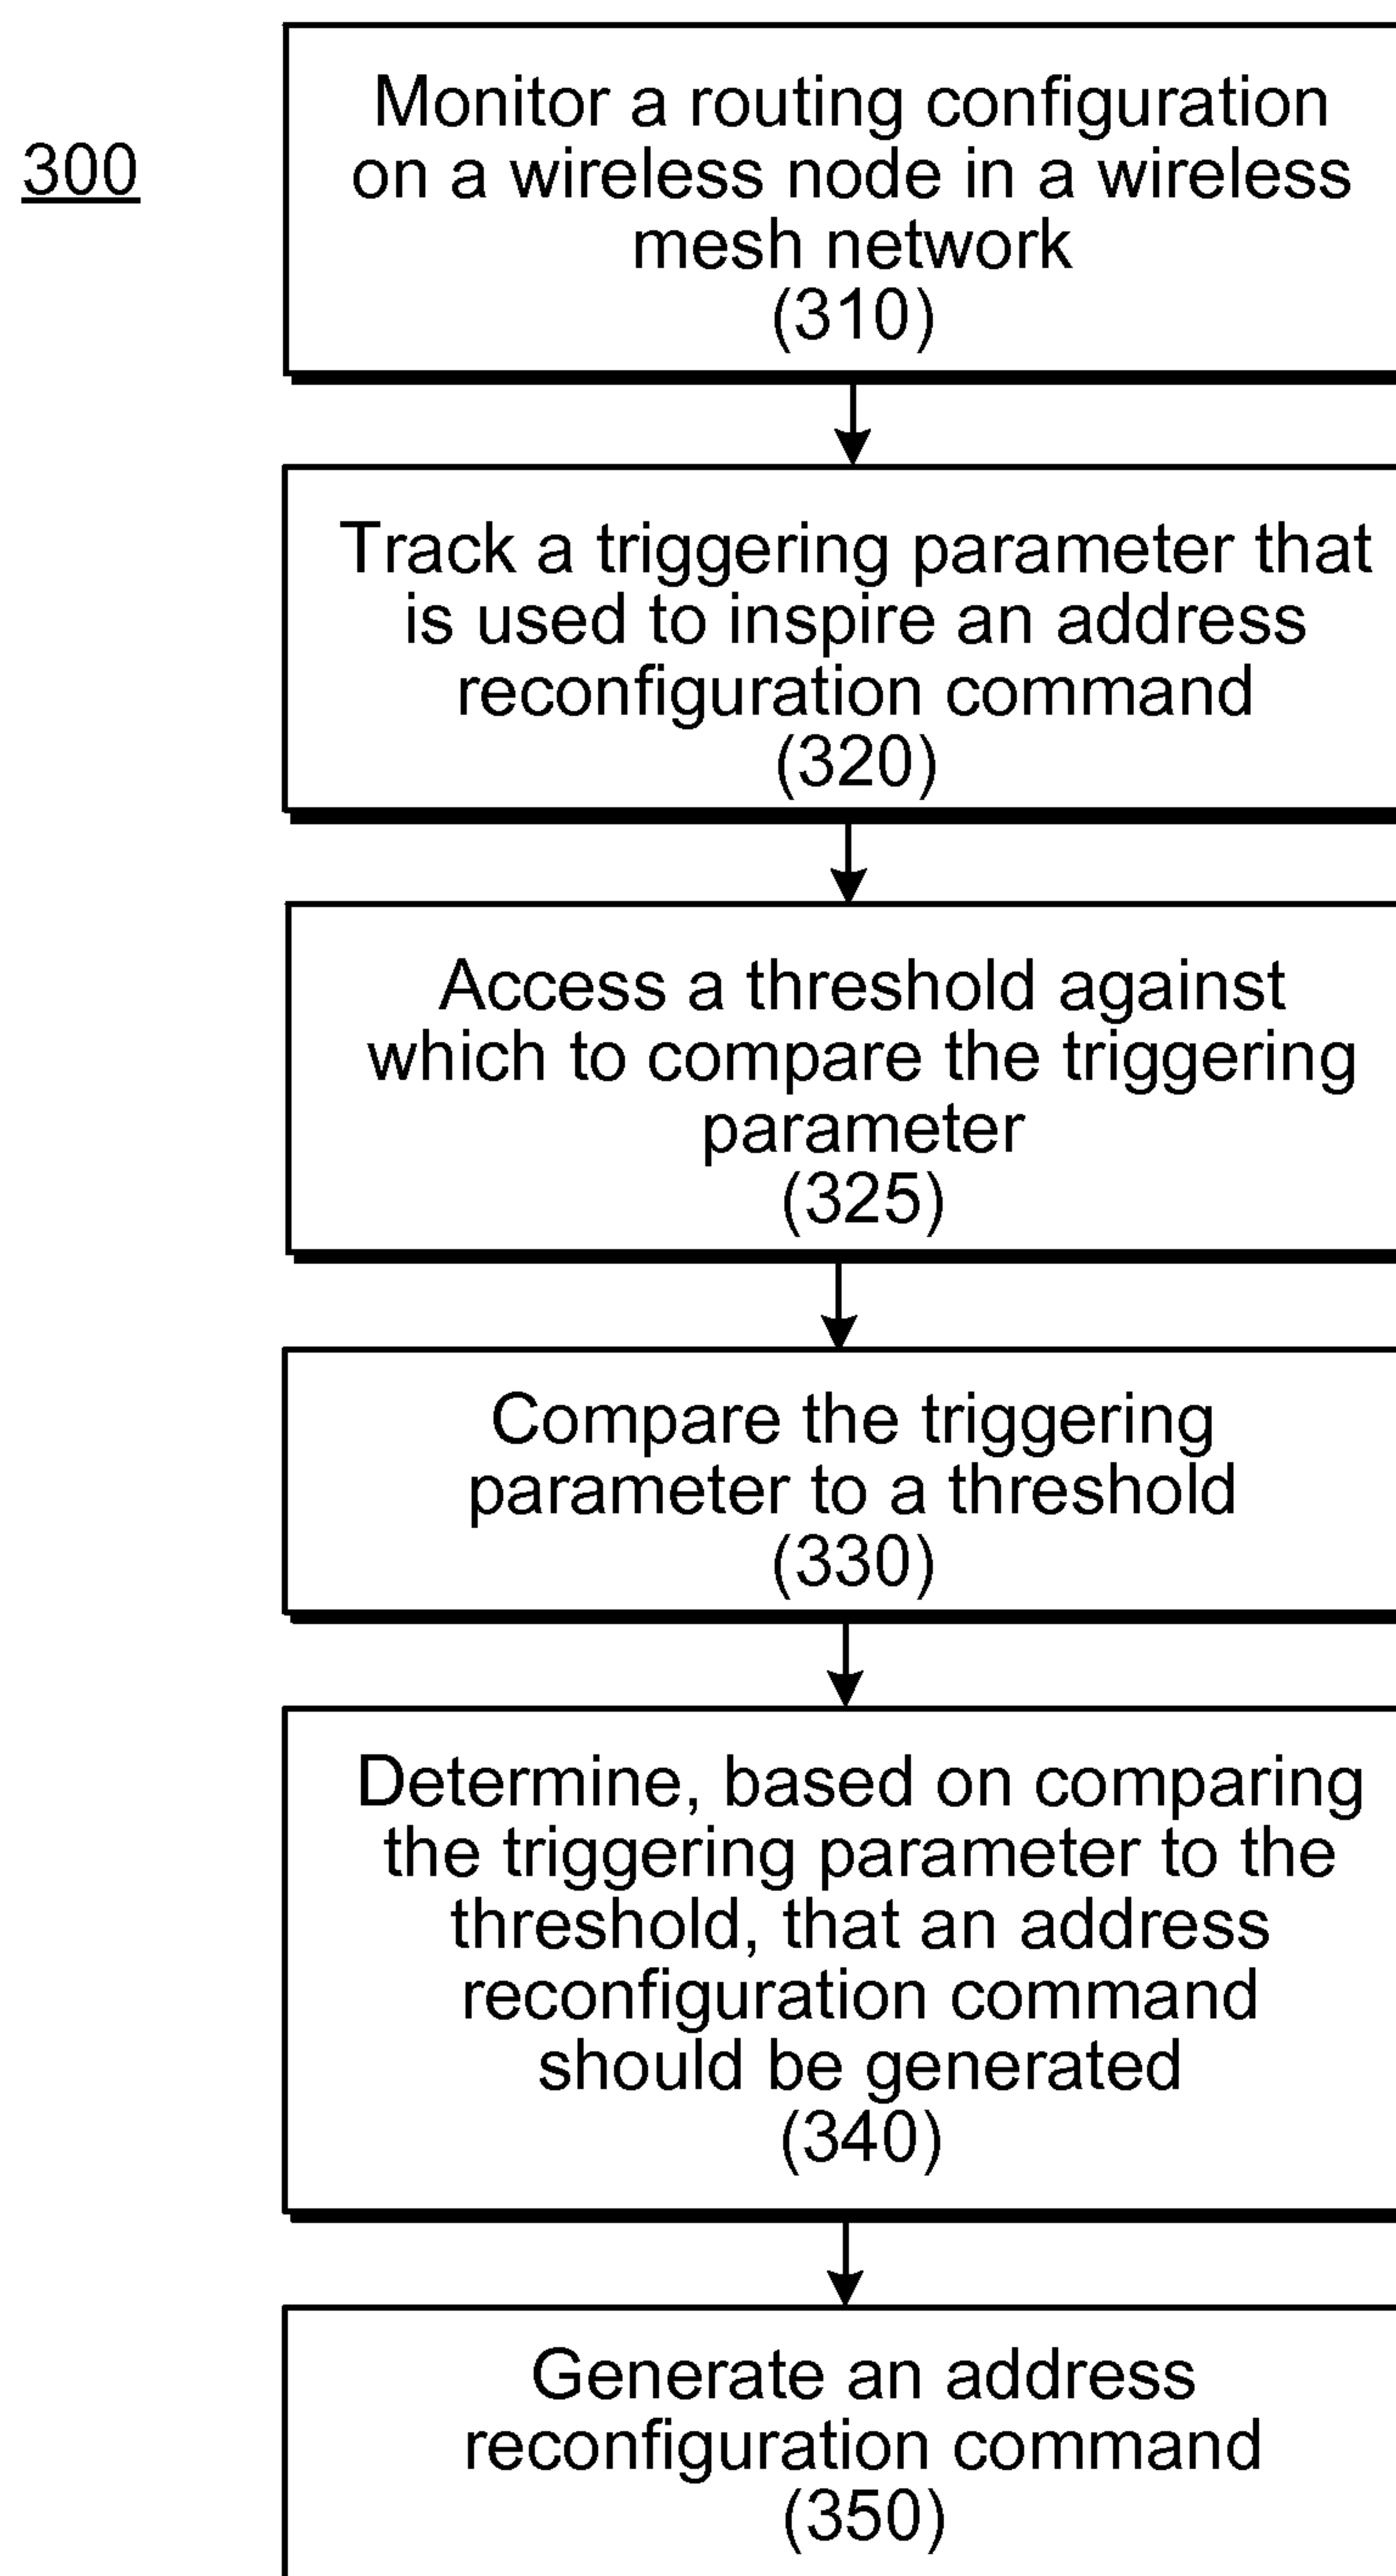 300
Monitor a routing configuration
on a wireless node in a wireless
mesh network
(310)
Track a triggering parameter that
is used to inspire an address
reconfiguration command
(320)
Access a threshold against
which to compare the triggering
parameter
(325)
Compare the triggering
parameter to a threshold
(330)
Determine, based on comparing
the triggering parameter to the
threshold, that an address
reconfiguration command
should be generated
(340)
Generate an address
reconfiguration command
(350)